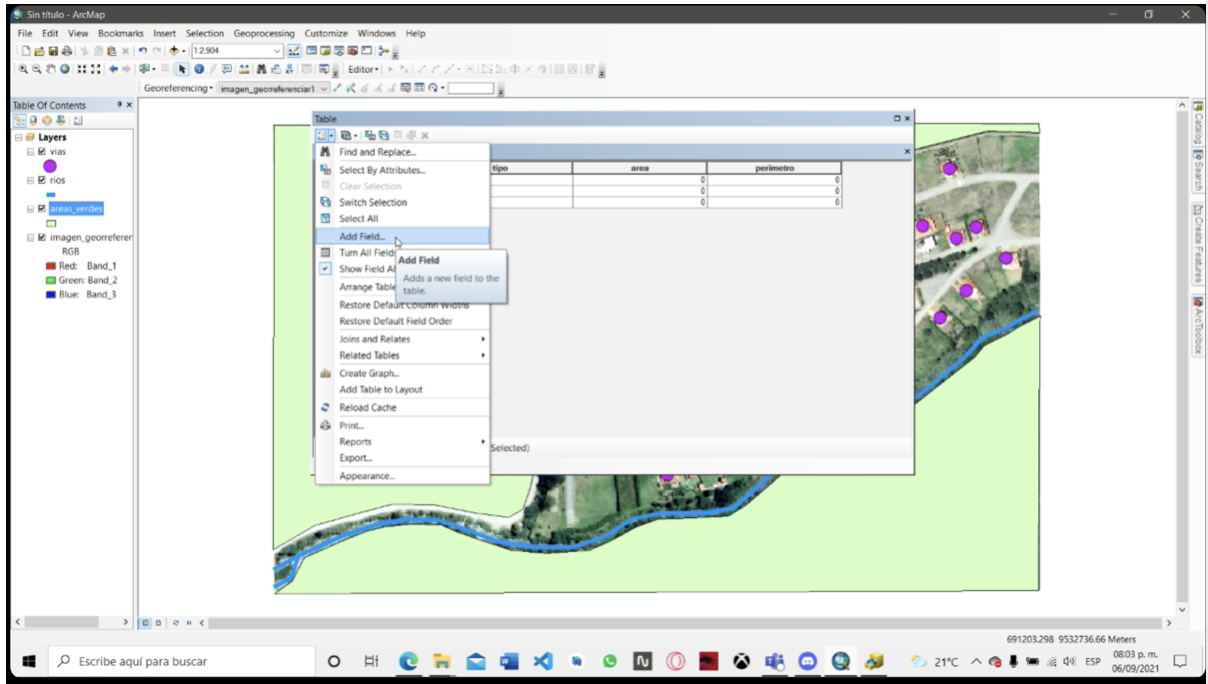 Sin título - ArcMap
File Edit View Bookmarks Insert Selection Geoprocessing Customize Windows Help
1:2,904
Editor
Georeferencing imagen_georreferenciar1
Table Of Contents
Layers
vias
rios
areas_verdes
imagen_georreferer
RGB
Red: Band_1
Green: Band_2
Blue: Band_3
Table
Find and Replace...
Select By Attributes...
Clear Selection
Switch Selection
Select All
Add Field...
Turn All Fields
Show Field Al
Arrange Table
Restore Default Column Widths
Restore Default Field Order
Joins and Relates
Related Tables
Create Graph...
Add Table to Layout
Reload Cache
Print...
Reports
Export...
Appearance...
Add Field
Adds a new field to the
table.
tipo area perimetro
0 0
0 0
0 0
Selected)
Catalog
Search
Create Features
ArcToolbox
691203.298 9532736.66 Meters
Escribe aquí para buscar
21°C
ESP
08:03 p. m.
06/09/2021